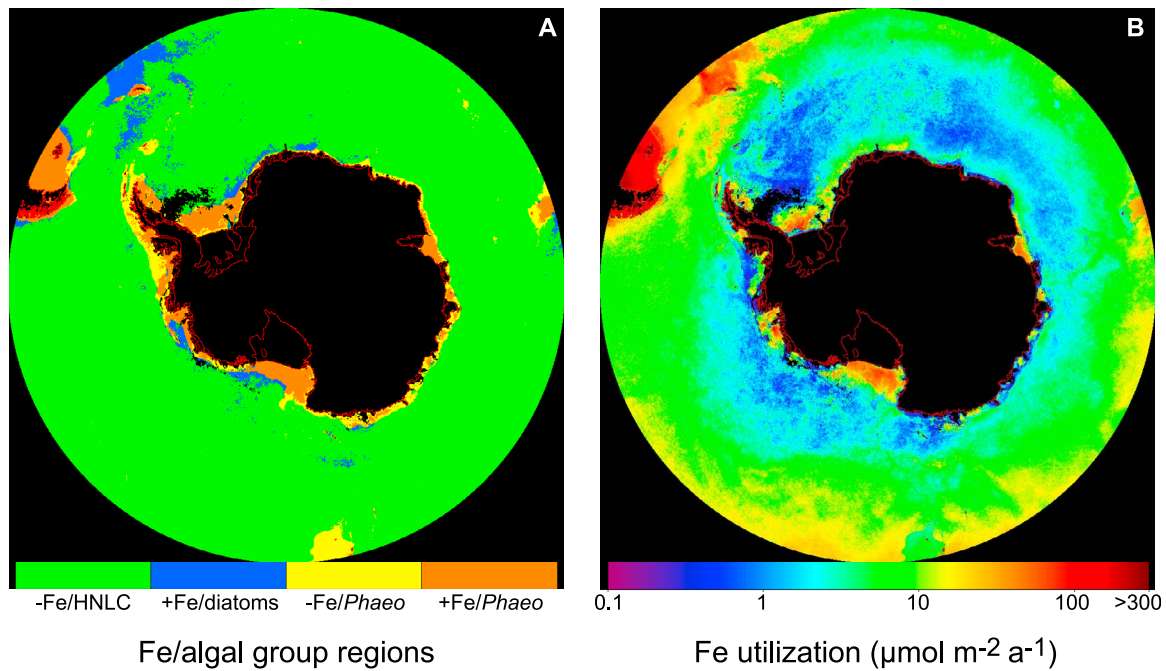 A
B
-Fe/HNLC +Fe/diatoms -Fe/Phaeo +Fe/Phaeo
0.1 1 10 100 >300
Fe/algal group regions
Fe utilization (µmol m-2 a-1)